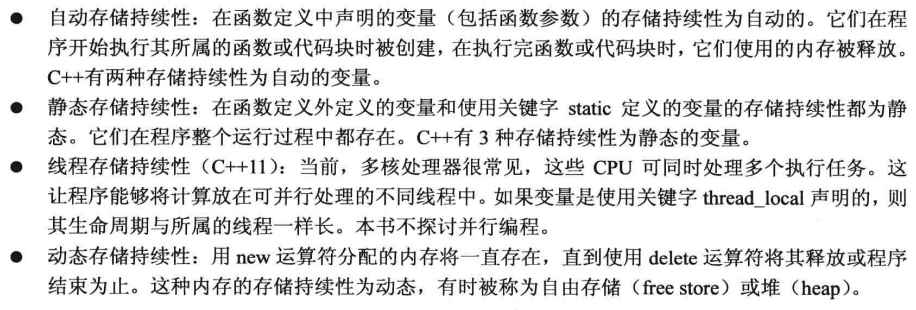 ● 自动存储持续性：在函数定义中声明的变量（包括函数参数）的存储持续性为自动的。它们在程
序开始执行其所属的函数或代码块时被创建，在执行完函数或代码块时，它们使用的内存被释放。
C++有两种存储持续性为自动的变量。
● 静态存储持续性：在函数定义外定义的变量和使用关键字 static 定义的变量的存储持续性都为静
态。它们在程序整个运行过程中都存在。C++有 3 种存储持续性为静态的变量。
● 线程存储持续性（C++11）：当前，多核处理器很常见，这些 CPU 可同时处理多个执行任务。这
让程序能够将计算放在可并行处理的不同线程中。如果变量是使用关键字 thread_local 声明的，则
其生命周期与所属的线程一样长。本书不探讨并行编程。
● 动态存储持续性：用 new 运算符分配的内存将一直存在，直到使用 delete 运算符将其释放或程序
结束为止。这种内存的存储持续性为动态，有时被称为自由存储（free store）或堆（heap）。